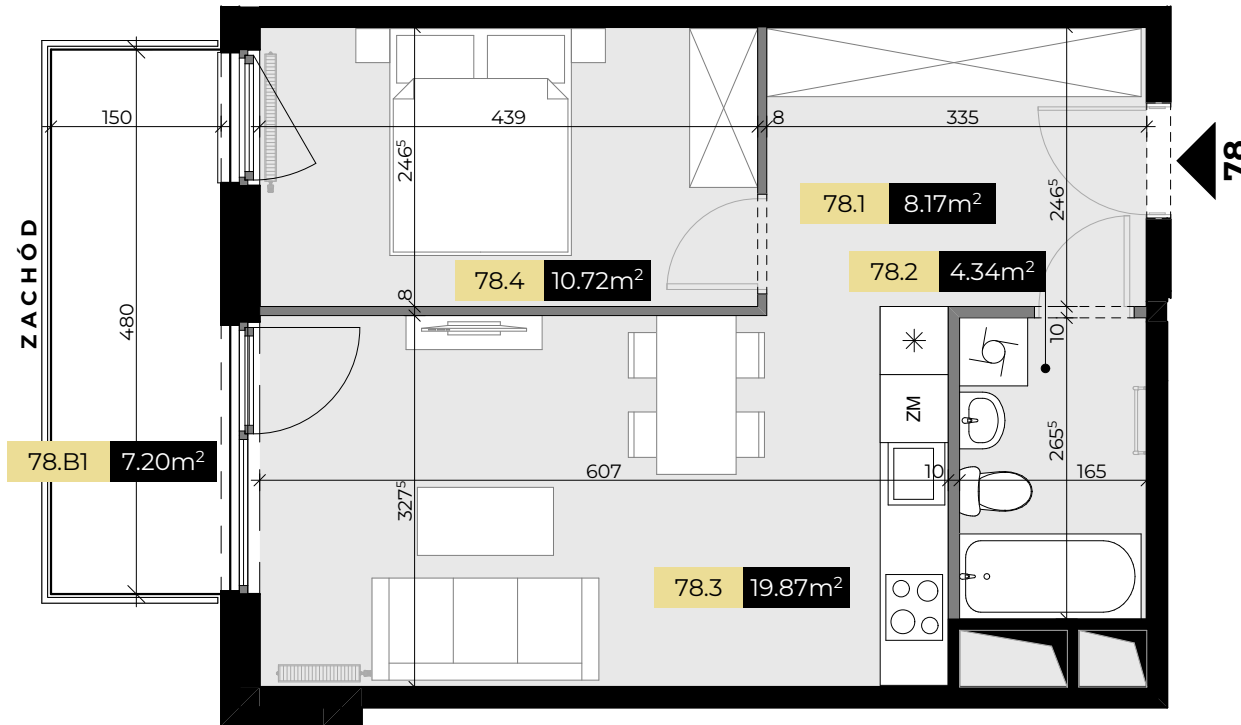 150
439
8
335
78
246⁵
246⁵
78.1 8.17m²
ZACHÓD
78.2 4.34m²
78.4 10.72m²
8
480
10
ZM
265⁵
78.B1 7.20m²
607
10
165
327⁵
78.3 19.87m²